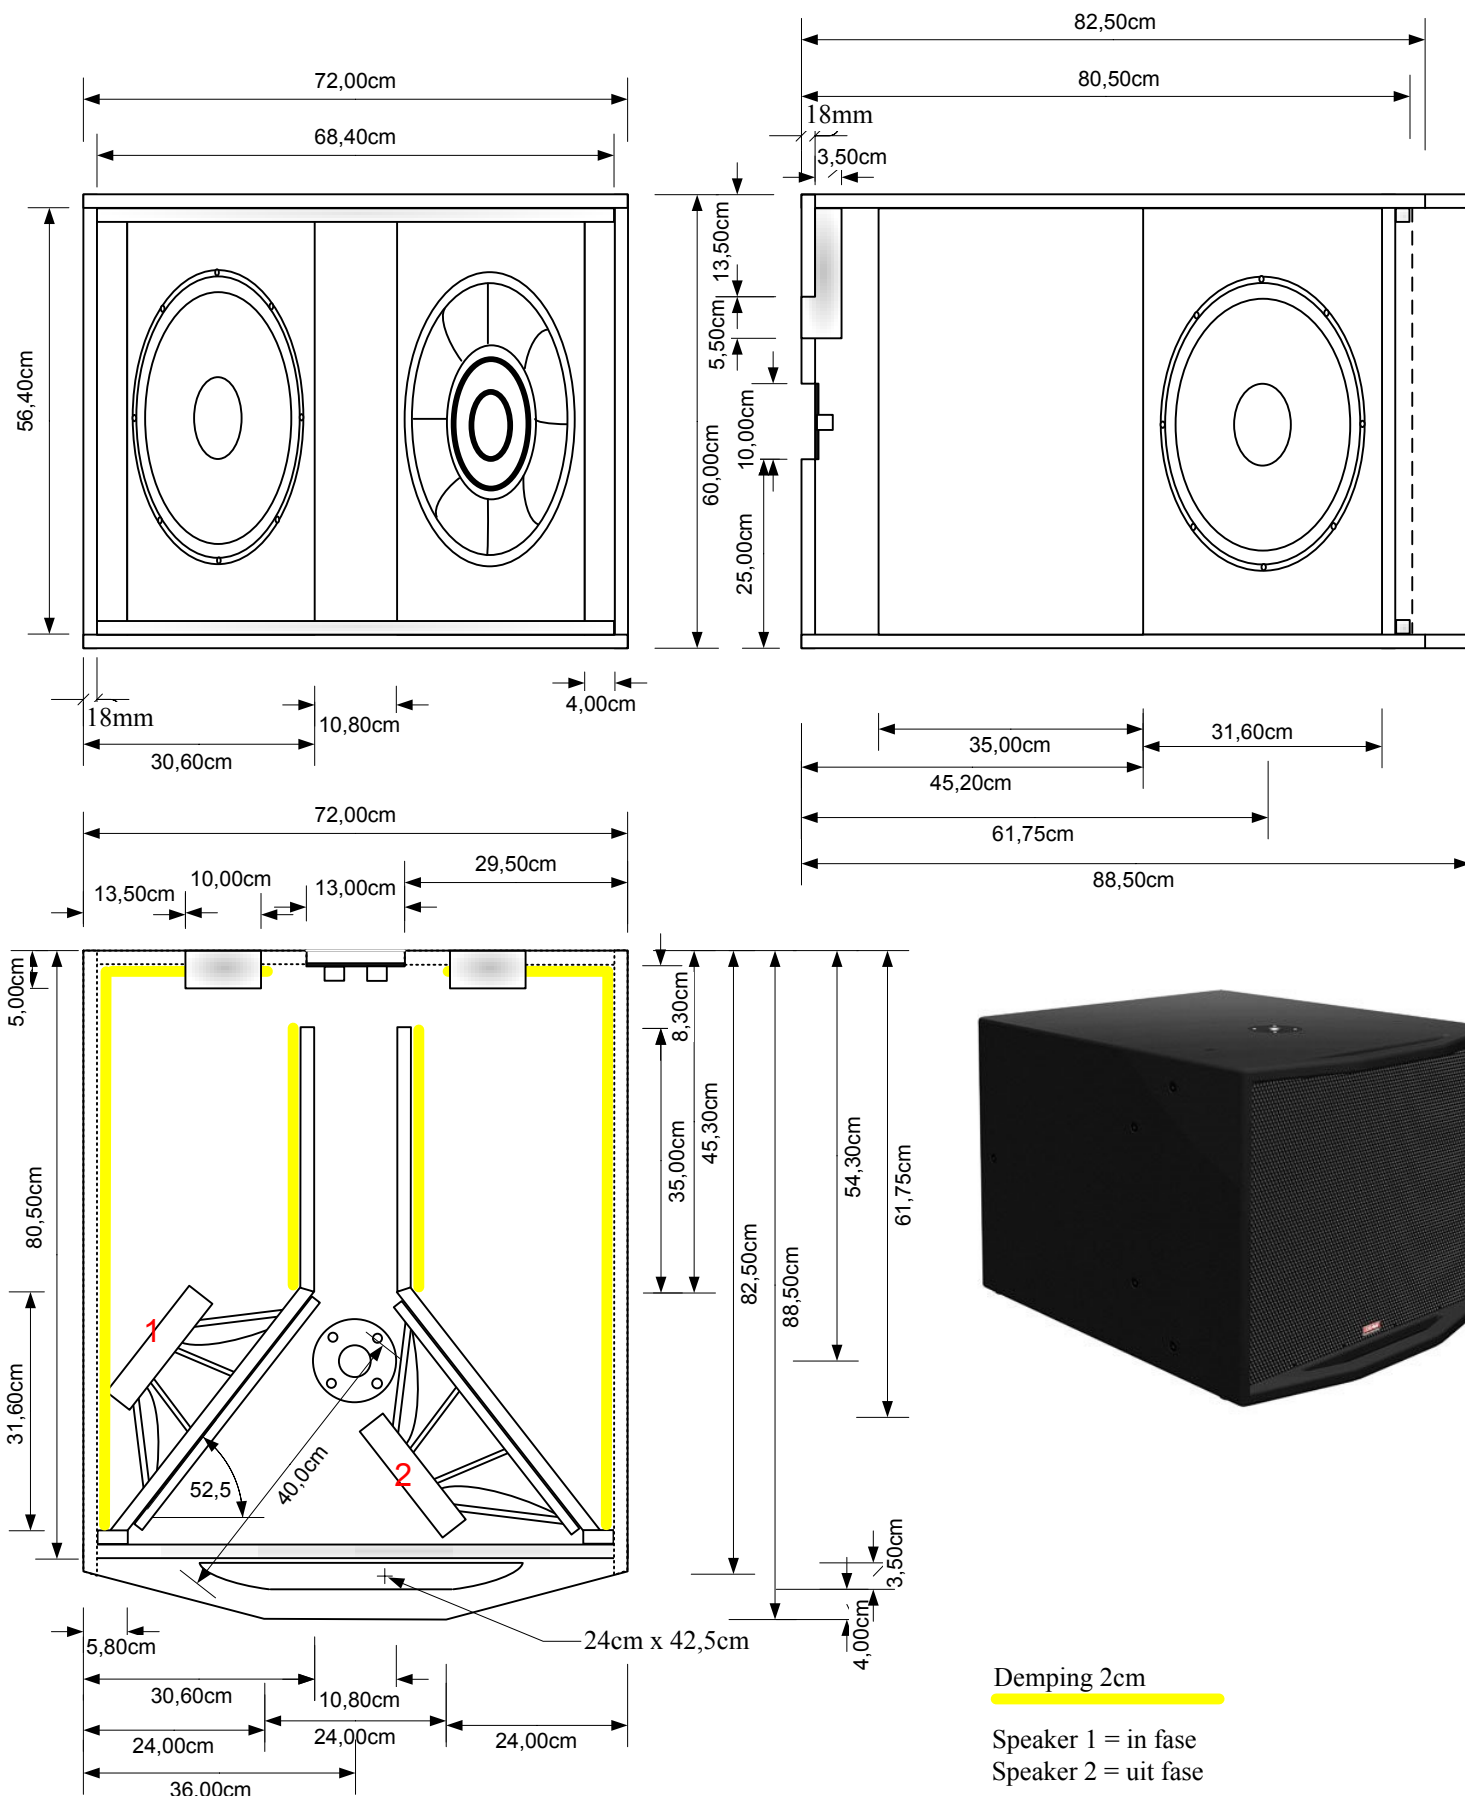 72,00cm
68,40cm
56,40cm
18mm
30,60cm
10,80cm
4,00cm
82,50cm
80,50cm
18mm
3,50cm
13,50cm
5,50cm
10,00cm
60,00cm
25,00cm
35,00cm
31,60cm
45,20cm
61,75cm
88,50cm
72,00cm
29,50cm
13,50cm
10,00cm
13,00cm
5,00cm
80,50cm
31,60cm
8,30cm
35,00cm
45,30cm
82,50cm
88,50cm
54,30cm
61,75cm
1
2
52,5
40,0cm
3,50cm
4,00cm
24cm x 42,5cm
5,80cm
30,60cm
10,80cm
24,00cm
24,00cm
24,00cm
36,00cm
Demping 2cm
Speaker 1 = in fase
Speaker 2 = uit fase